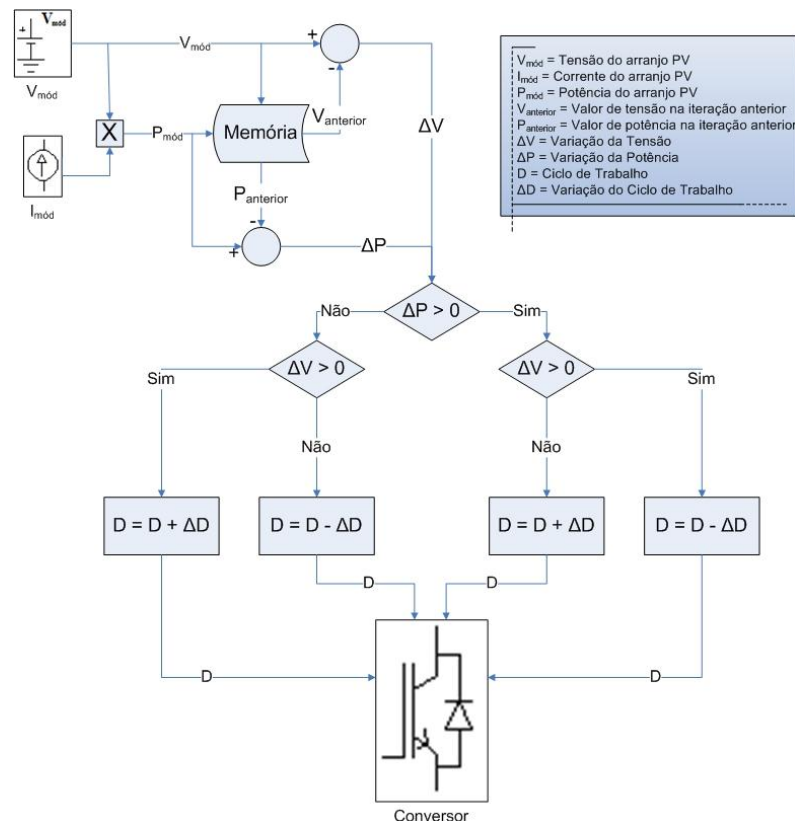 Vmód
Vmód
Vmód
+
-
X
Pmód
Memória
Vanterior
ΔV
Imód
Panterior
-
+
ΔP
Vmód = Tensão do arranjo PV
Imód = Corrente do arranjo PV
Pmód = Potência do arranjo PV
Vanterior = Valor de tensão na iteração anterior
Panterior = Valor de potência na iteração anterior
ΔV = Variação da Tensão
ΔP = Variação da Potência
D = Ciclo de Trabalho
ΔD = Variação do Ciclo de Trabalho
Não
ΔP > 0
Sim
Sim
ΔV > 0
ΔV > 0
Sim
Não
Não
D = D + ΔD
D = D - ΔD
D = D + ΔD
D = D - ΔD
D
D
D
D
Conversor